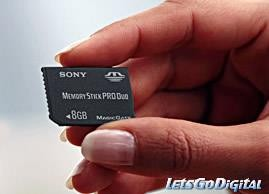 SONY
MEMORY STICK PRO DUO
◄8GB
MAGICGATE
LETSGODIGITAL